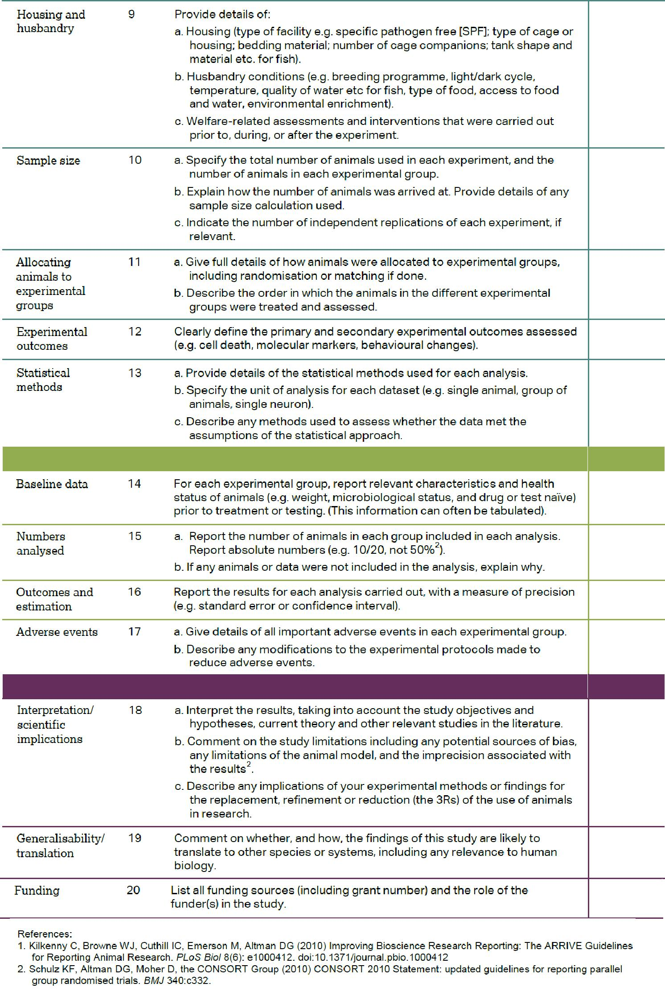 Housing and
husbandry
9
Provide details of:
a. Housing (type of facility e.g. specific pathogen free [SPF]; type of cage or
housing; bedding material; number of cage companions; tank shape and
material etc. for fish).
b. Husbandry conditions (e.g. breeding programme, light/dark cycle,
temperature, quality of water etc for fish, type of food, access to food
and water, environmental enrichment).
c. Welfare-related assessments and interventions that were carried out
prior to, during, or after the experiment.
Sample size
10
a. Specify the total number of animals used in each experiment, and the
number of animals in each experimental group.
b. Explain how the number of animals was arrived at. Provide details of any
sample size calculation used.
c. Indicate the number of independent replications of each experiment, if
relevant.
Allocating
animals to
experimental
groups
11
a. Give full details of how animals were allocated to experimental groups,
including randomisation or matching if done.
b. Describe the order in which the animals in the different experimental
groups were treated and assessed.
Experimental
outcomes
12
Clearly define the primary and secondary experimental outcomes assessed
(e.g. cell death, molecular markers, behavioural changes).
Statistical
methods
13
a. Provide details of the statistical methods used for each analysis.
b. Specify the unit of analysis for each dataset (e.g. single animal, group of
animals, single neuron).
c. Describe any methods used to assess whether the data met the
assumptions of the statistical approach.
Baseline data
14
For each experimental group, report relevant characteristics and health
status of animals (e.g. weight, microbiological status, and drug or test naïve)
prior to treatment or testing. (This information can often be tabulated).
Numbers
analysed
15
a. Report the number of animals in each group included in each analysis.
Report absolute numbers (e.g. 10/20, not 50%2).
b. If any animals or data were not included in the analysis, explain why.
Outcomes and
estimation
16
Report the results for each analysis carried out, with a measure of precision
(e.g. standard error or confidence interval).
Adverse events
17
a. Give details of all important adverse events in each experimental group.
b. Describe any modifications to the experimental protocols made to
reduce adverse events.
Interpretation/
scientific
implications
18
a. Interpret the results, taking into account the study objectives and
hypotheses, current theory and other relevant studies in the literature.
b. Comment on the study limitations including any potential sources of bias,
any limitations of the animal model, and the imprecision associated with
the results2.
c. Describe any implications of your experimental methods or findings for
the replacement, refinement or reduction (the 3Rs) of the use of animals
in research.
Generalisability/
translation
19
Comment on whether, and how, the findings of this study are likely to
translate to other species or systems, including any relevance to human
biology.
Funding
20
List all funding sources (including grant number) and the role of the
funder(s) in the study.
References:
1. Kilkenny C, Browne WJ, Cuthill IC, Emerson M, Altman DG (2010) Improving Bioscience Research Reporting: The ARRIVE Guidelines
for Reporting Animal Research. PLoS Biol 8(6): e1000412. doi:10.1371/journal.pbio.1000412
2. Schulz KF, Altman DG, Moher D, the CONSORT Group (2010) CONSORT 2010 Statement: updated guidelines for reporting parallel
group randomised trials. BMJ 340:c332.